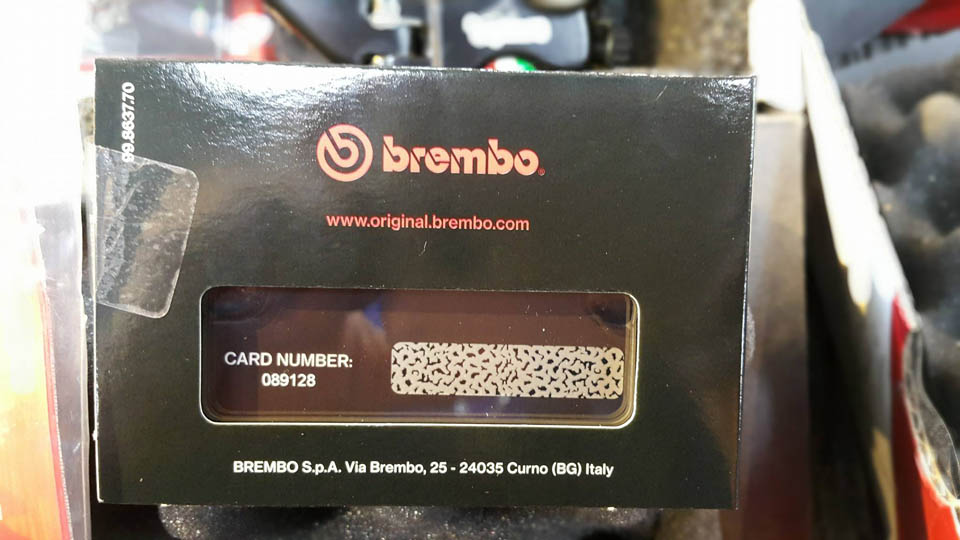 99.8637.70
brembo
www.original.brembo.com
CARD NUMBER:
089128
BREMBO S.p.A. Via Brembo, 25 - 24035 Curno (BG) Italy